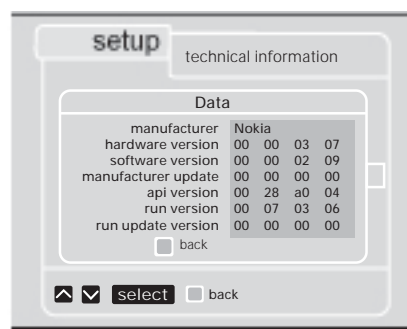 setup
technical information
Data
manufacturer Nokia
hardware version 00 00 03 07
software version 00 00 02 09
manufacturer update 00 00 00 00
api version 00 28 a0 04
run version 00 07 03 06
run update version 00 00 00 00
back
select back